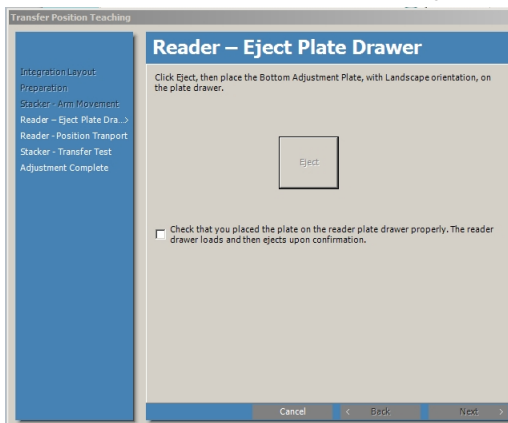 Transfer Position Teaching
Reader – Eject Plate Drawer
Integration Layout
Preparation
Stacker - Arm Movement
Reader – Eject Plate Dra...>
Reader - Position Tranport
Stacker - Transfer Test
Adjustment Complete
Click Eject, then place the Bottom Adjustment Plate, with Landscape orientation, on
the plate drawer.
Eject
Check that you placed the plate on the reader plate drawer properly. The reader
drawer loads and then ejects upon confirmation.
Cancel
< Back
Next >